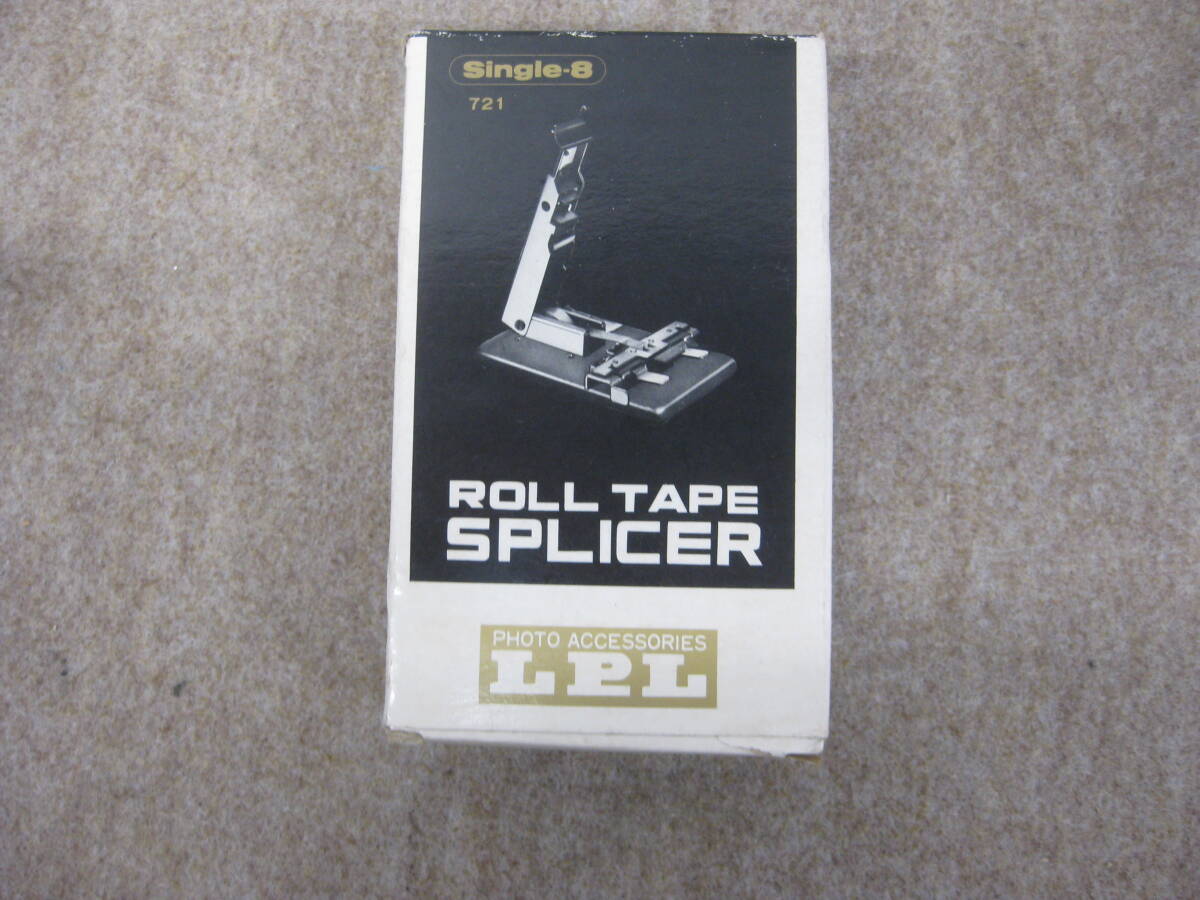 Single-8
721
ROLL TAPE
SPLICER
PHOTO ACCESSORIES
LPL